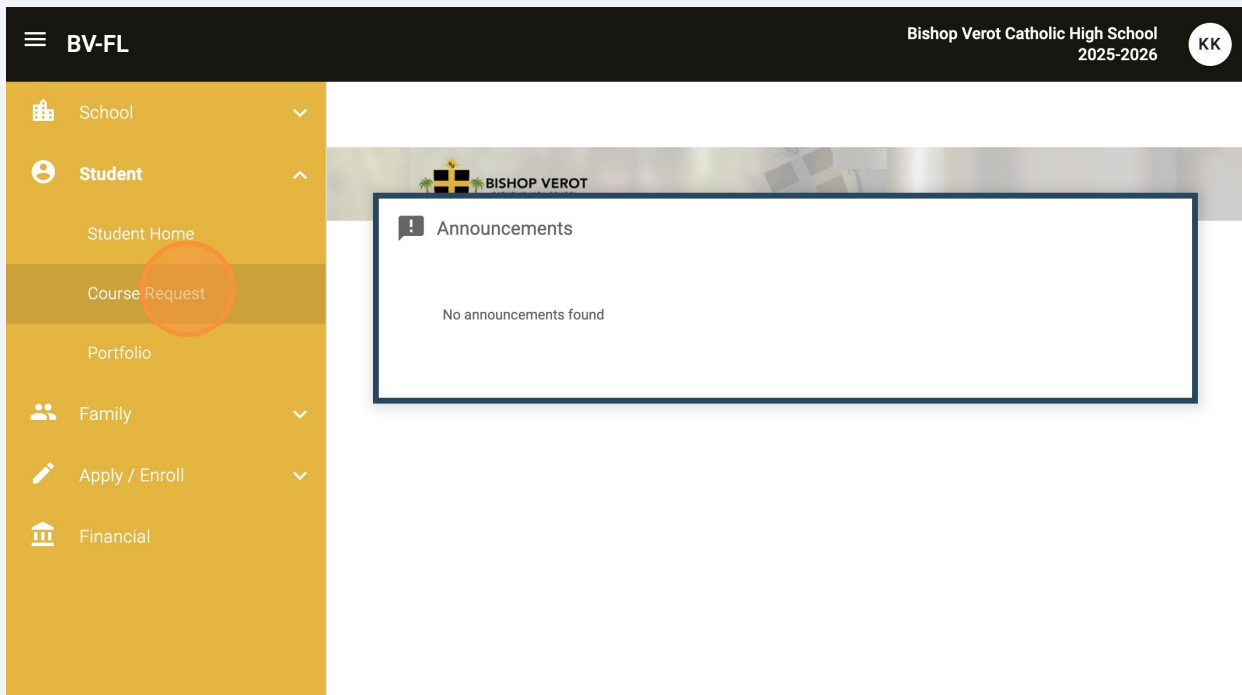 BV-FL
Bishop Verot Catholic High School
2025-2026
KK
School
Student
Student Home
Course Request
Portfolio
Family
Apply / Enroll
Financial
BISHOP VEROT
Announcements
No announcements found